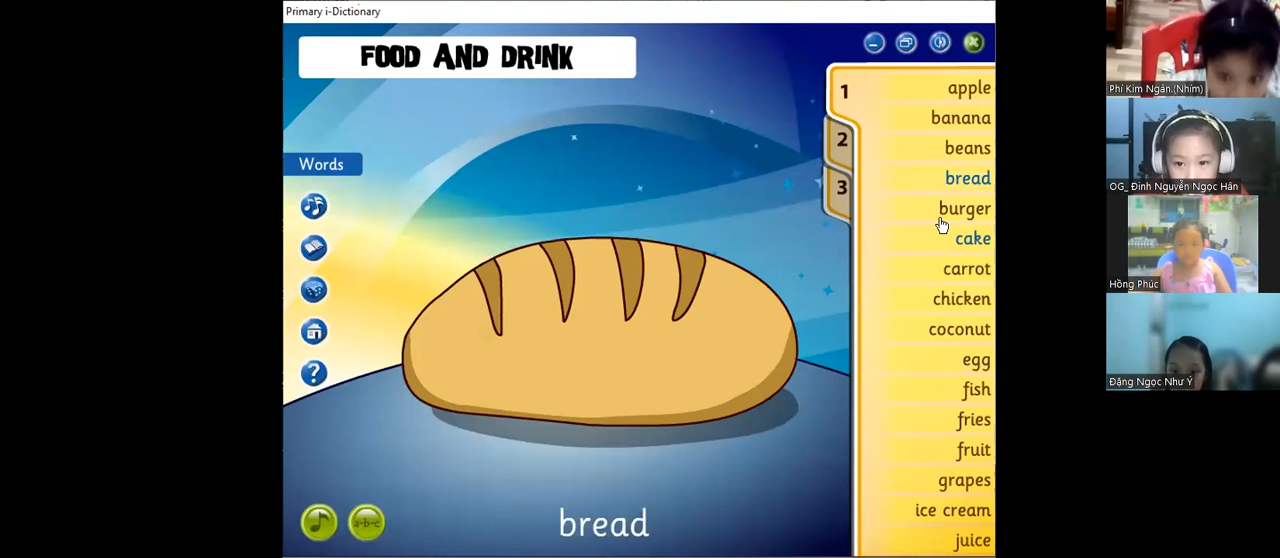 Primary i-Dictionary
FOOD AND DRINK
Words
1
2
3
apple
banana
beans
bread
burger
cake
carrot
chicken
coconut
egg
fish
fries
fruit
grapes
ice cream
juice
?
a-b-c
bread
Phí Kim Ngân.(Nhím)
OG_ Đinh Nguyễn Ngọc Hân
Hồng Phúc
Đặng Ngọc Như Ý